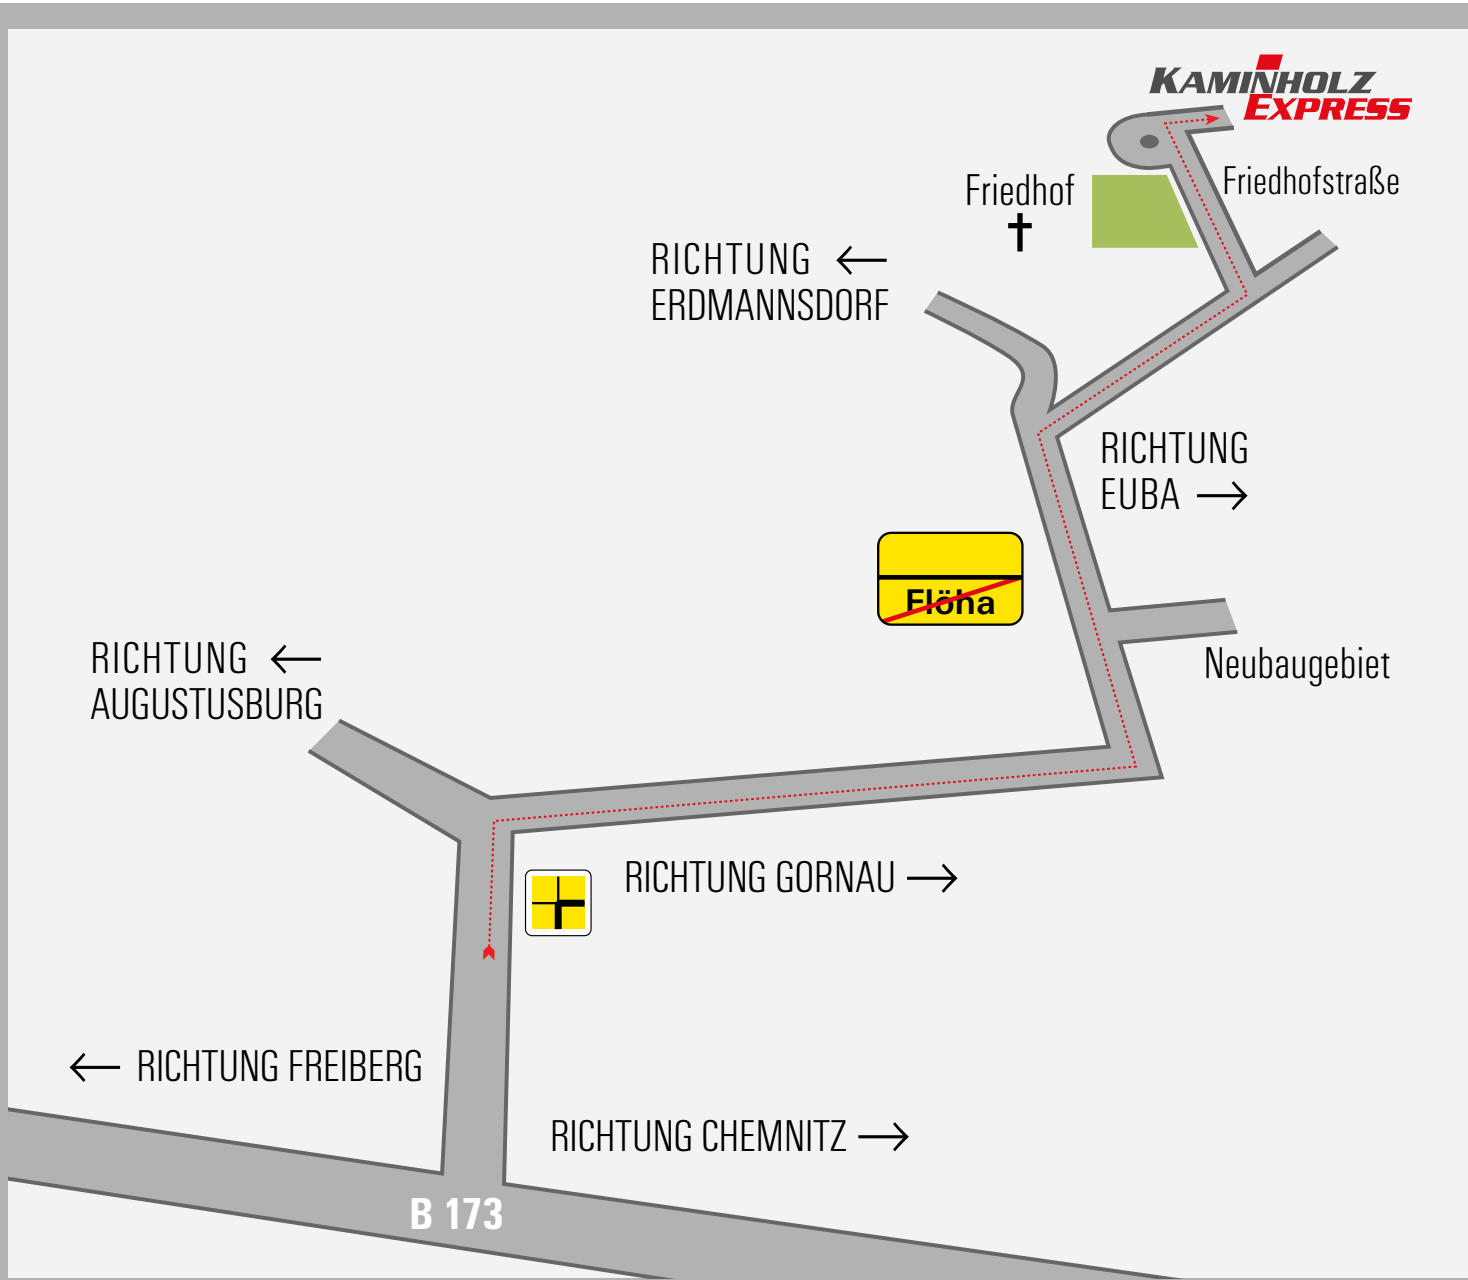 KAMINHOLZ
EXPRESS
Friedhof
Friedhofstraße
RICHTUNG
ERDMANNSDORF
RICHTUNG
EUBA
Flöha
Neubaugebiet
RICHTUNG
AUGUSTUSBURG
RICHTUNG GORNAU
RICHTUNG FREIBERG
RICHTUNG CHEMNITZ
B 173